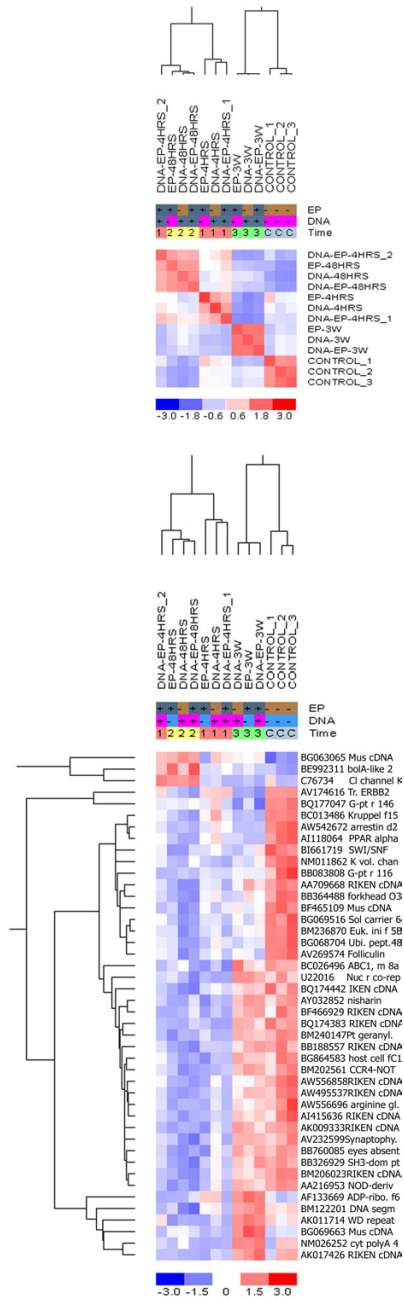 DNA-EP-4HRS_2
EP-48HRS
DNA-48HRS
DNA-EP-48HRS
EP-4HRS
DNA-4HRS
DNA-EP-4HRS_1
EP-3W
DNA-3W
DNA-EP-3W
CONTROL_1
CONTROL_2
CONTROL_3
EP
DNA
1 2 2 2 1 1 1 3 3 3 C C C Time
DNA-EP-4HRS_2
EP-48HRS
DNA-48HRS
DNA-EP-48HRS
EP-4HRS
DNA-4HRS
DNA-EP-4HRS_1
EP-3W
DNA-3W
DNA-EP-3W
CONTROL_1
CONTROL_2
CONTROL_3
-3.0 -1.8 -0.6 0.6 1.8 3.0
DNA-EP-4HRS_2
EP-48HRS
DNA-48HRS
DNA-EP-48HRS
EP-4HRS
DNA-4HRS
DNA-EP-4HRS_1
DNA-3W
EP-3W
DNA-EP-3W
CONTROL_1
CONTROL_2
CONTROL_3
EP
DNA
1 2 2 2 1 1 1 3 3 3 C C C Time
BG063065 Mus cDNA
BE992311 bolA-like 2
C76734 Cl channel K
AV174616 Tr. ERBB2
BQ177047 G-pt r 146
BC013486 Kruppel f15
AW542672 arrestin d2
AI118064 PPAR alpha
BI661719 SWI/SNF
NM011862 K vol. chan
BB083808 G-pt r 116
AA709668 RIKEN cDNA
BB364488 forkhead O3
BF465109 Mus cDNA
BG069516 Sol carrier 6
BM236870 Euk. ini f 5B
BG068704 Ubi. pept.48
AV269574 Folliculin
BC026496 ABC1, m 8a
U22016 Nuc r co-rep
BQ174442 IKEN cDNA
AY032852 nisharin
BF466929 RIKEN cDNA
BQ174383 RIKEN cDNA
BM240147Pt geranyl.
BB188557 RIKEN cDNA
BG864583 host cell fC1
BM202561 CCR4-NOT
AW556858RIKEN cDNA
AW495537RIKEN cDNA
AW556696 arginine gl.
AI415636 RIKEN cDNA
AK009333RIKEN cDNA
AV232599Synaptophy.
BB760085 eyes absent
BB326929 SH3-dom pt
BM206023RIKEN cDNA
AA216953 NOD-deriv
AF133669 ADP-ribo. f6
BM122201 DNA segm
AK011714 WD repeat
BG069663 Mus cDNA
NM026252 cyt polyA 4
AK017426 RIKEN cDNA
-3.0 -1.5 0 1.5 3.0